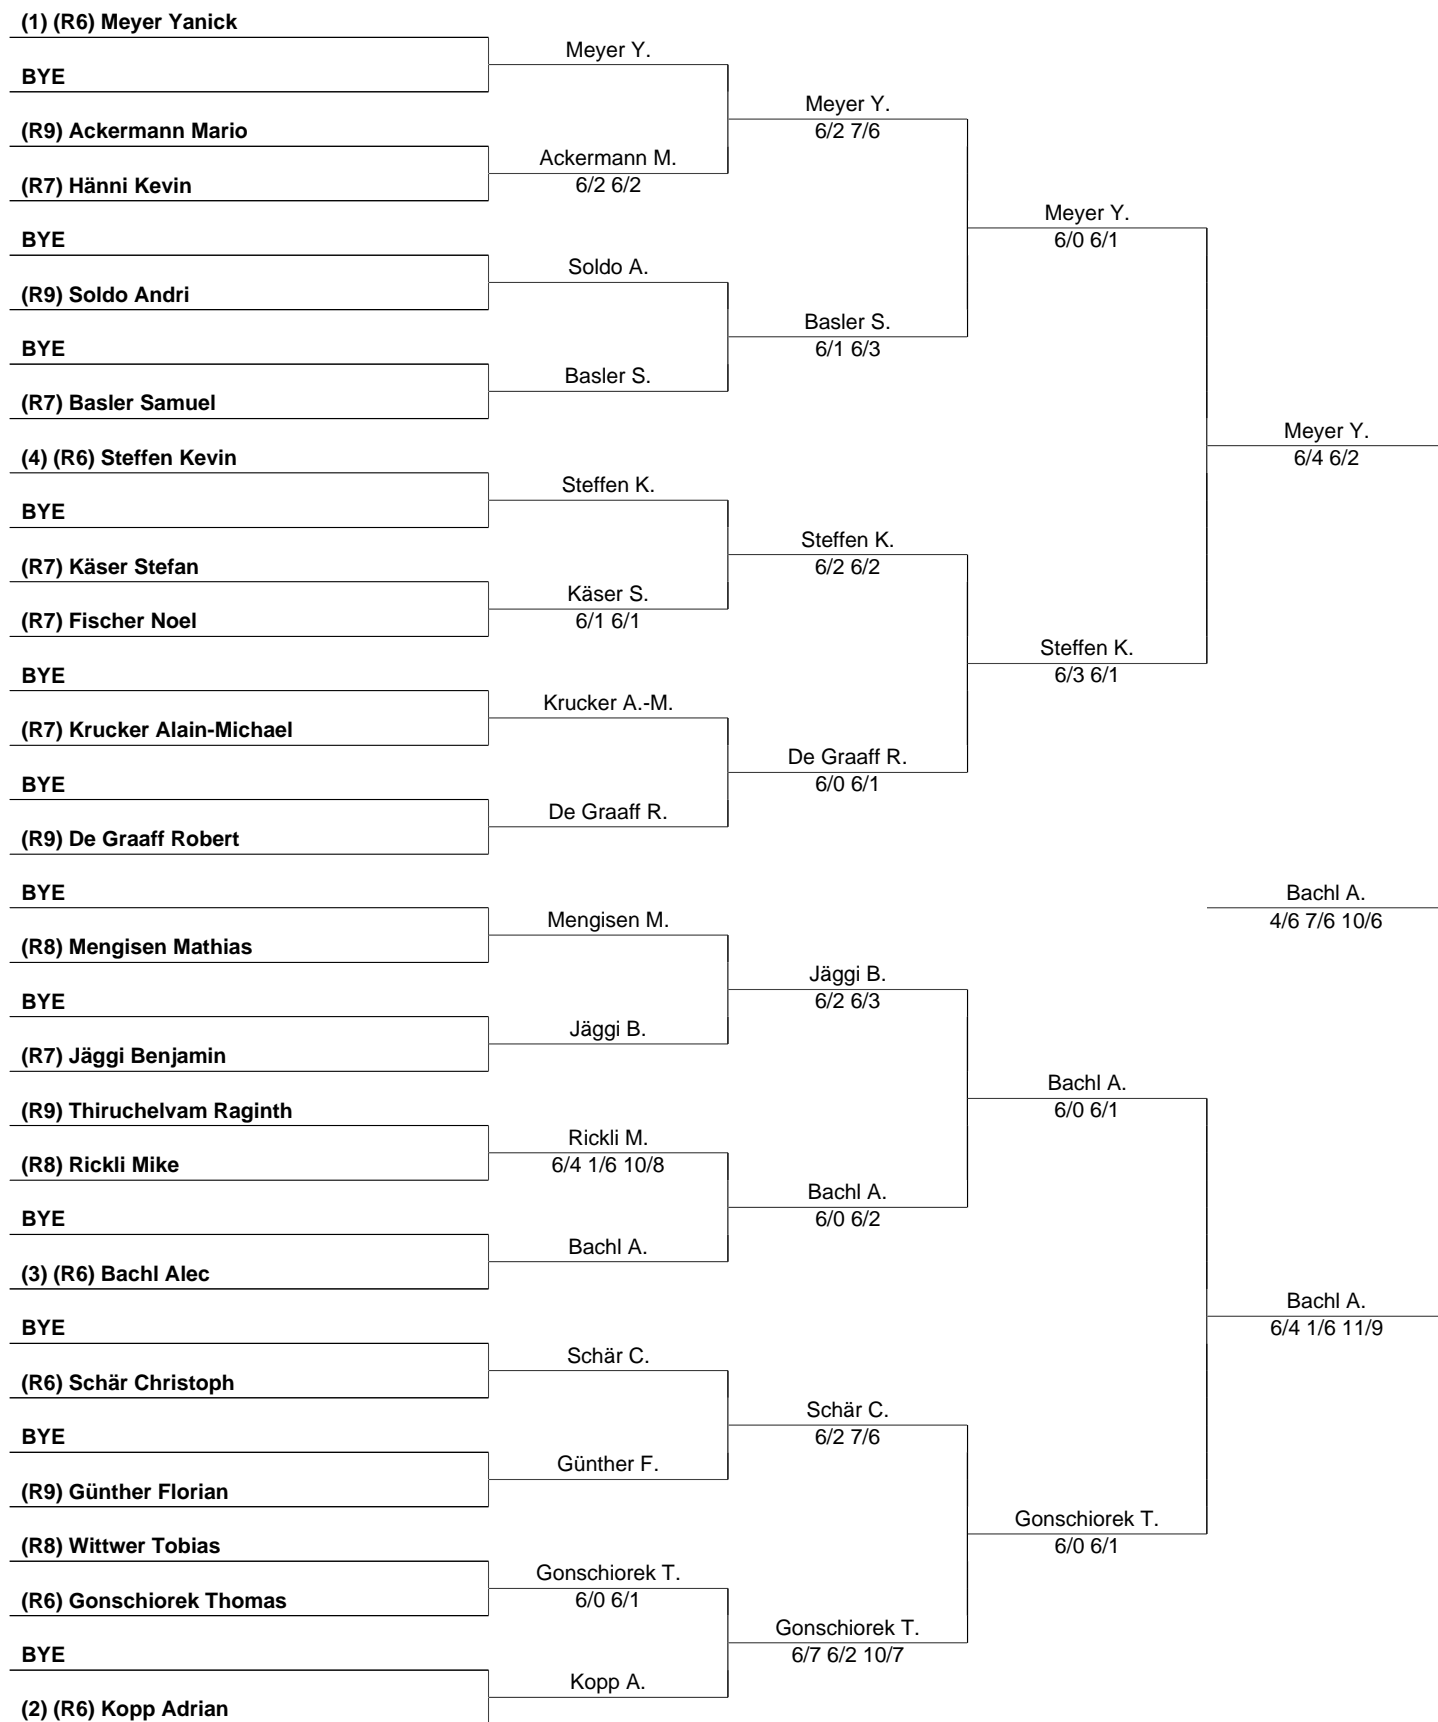 (1) (R6) Meyer Yanick
BYE
(R9) Ackermann Mario
(R7) Hänni Kevin
BYE
(R9) Soldo Andri
BYE
(R7) Basler Samuel
(4) (R6) Steffen Kevin
BYE
(R7) Käser Stefan
(R7) Fischer Noel
BYE
(R7) Krucker Alain-Michael
BYE
(R9) De Graaff Robert
BYE
(R8) Mengisen Mathias
BYE
(R7) Jäggi Benjamin
(R9) Thiruchelvam Raginth
(R8) Rickli Mike
BYE
(3) (R6) Bachl Alec
BYE
(R6) Schär Christoph
BYE
(R9) Günther Florian
(R8) Wittwer Tobias
(R6) Gonschiorek Thomas
BYE
(2) (R6) Kopp Adrian
Meyer Y.
Ackermann M.
6/2 6/2
Soldo A.
Basler S.
Steffen K.
Käser S.
6/1 6/1
Krucker A.-M.
De Graaff R.
Mengisen M.
Jäggi B.
Rickli M.
6/4 1/6 10/8
Bachl A.
Schär C.
Günther F.
Gonschiorek T.
6/0 6/1
Kopp A.
Meyer Y.
6/2 7/6
Basler S.
6/1 6/3
Steffen K.
6/2 6/2
De Graaff R.
6/0 6/1
Jäggi B.
6/2 6/3
Bachl A.
6/0 6/2
Schär C.
6/2 7/6
Gonschiorek T.
6/7 6/2 10/7
Meyer Y.
6/0 6/1
Steffen K.
6/3 6/1
Bachl A.
6/0 6/1
Gonschiorek T.
6/0 6/1
Meyer Y.
6/4 6/2
Bachl A.
4/6 7/6 10/6
Bachl A.
6/4 1/6 11/9